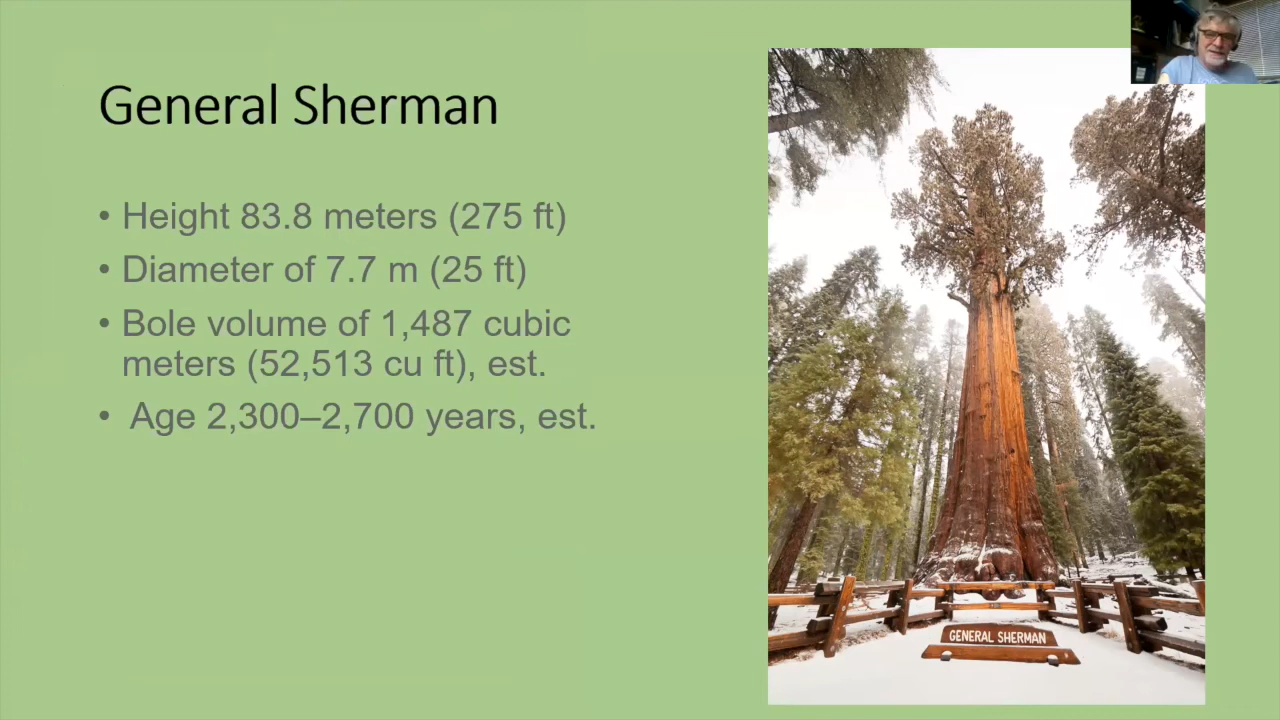 General Sherman
• Height 83.8 meters (275 ft)
• Diameter of 7.7 m (25 ft)
• Bole volume of 1,487 cubic
meters (52,513 cu ft), est.
• Age 2,300–2,700 years, est.
GENERAL SHERMAN